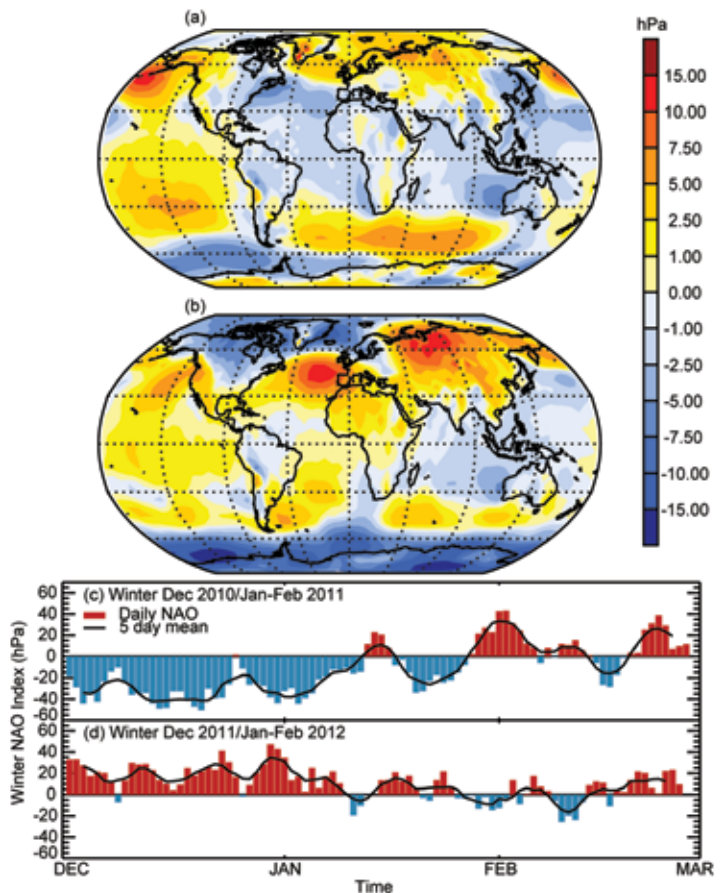 (a)
hPa
15.00
10.00
7.50
5.00
2.50
1.00
0.00
-1.00
-2.50
-5.00
-7.50
-10.00
-15.00
(b)
(c) Winter Dec 2010/Jan-Feb 2011
Daily NAO
5 day mean
60
40
20
0
-20
-40
-60
Winter NAO Index (hPa)
(d) Winter Dec 2011/Jan-Feb 2012
60
40
20
0
-20
-40
-60
DEC JAN FEB MAR
Time